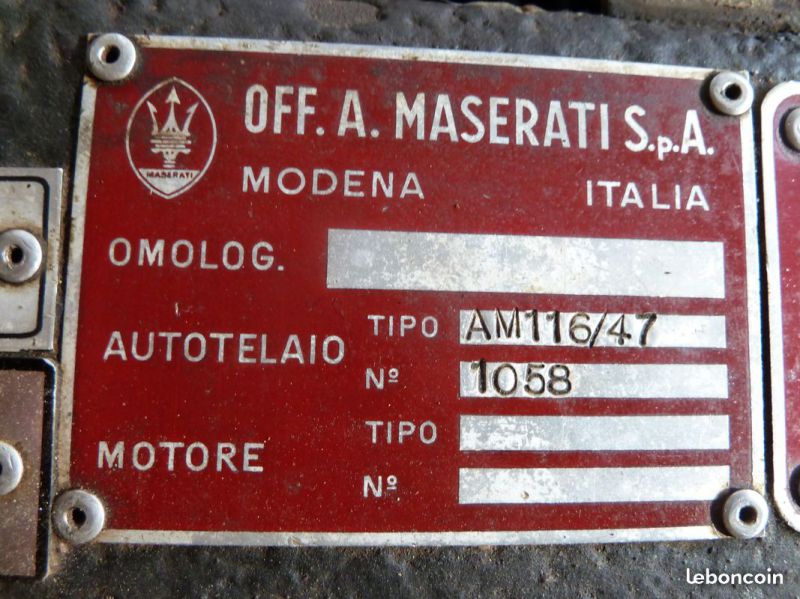 MASERATI
OFF. A. MASERATI S.p.A.
MODENA ITALIA
OMOLOG.
AUTOTELAIO TIPO AM116/47
Nº 1058
MOTORE TIPO
Nº
leboncoin